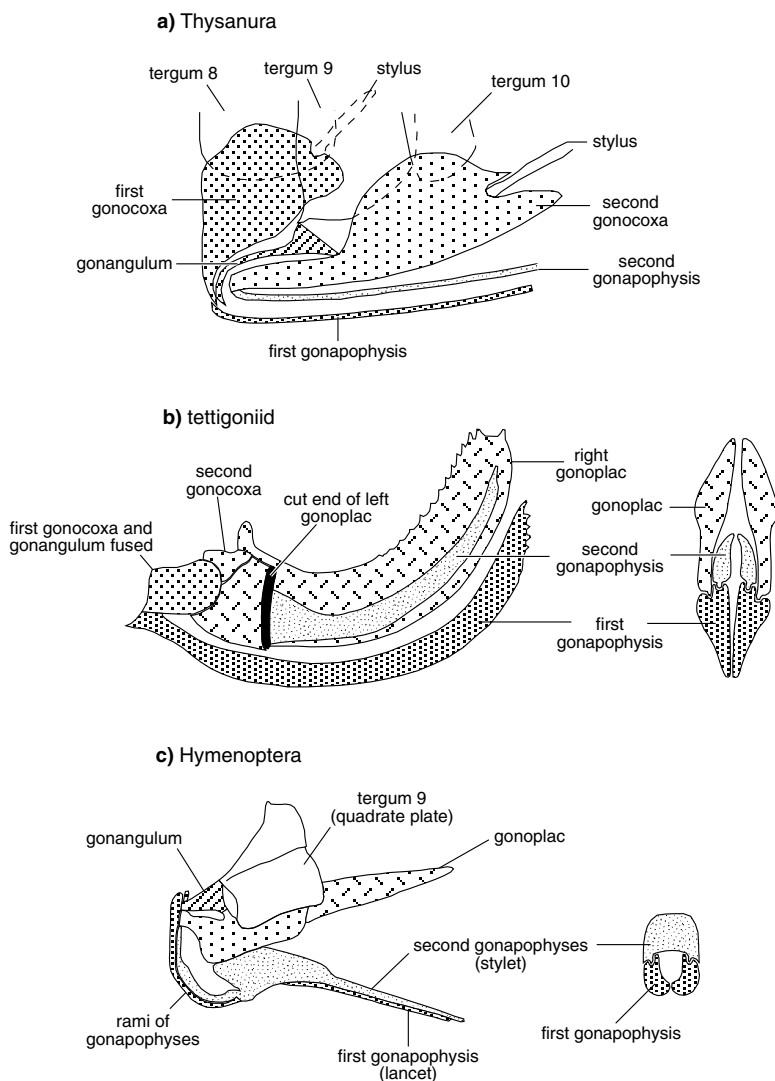 a) Thysanura
tergum 8
tergum 9
stylus
tergum 10
stylus
first
gonocoxa
second
gonocoxa
gonangulum
second
gonapophysis
first gonapophysis
b) tettigoniid
second
gonocoxa
cut end of left
gonoplac
right
gonoplac
gonoplac
first gonocoxa and
gonangulum fused
second
gonapophysis
first
gonapophysis
c) Hymenoptera
tergum 9
(quadrate plate)
gonangulum
gonoplac
second gonapophyses
(stylet)
rami of
gonapophyses
first gonapophysis
first gonapophysis
(lancet)